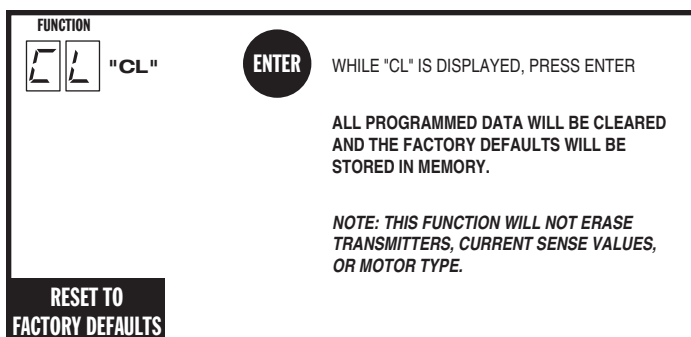 FUNCTION
CL "CL" ENTER WHILE "CL" IS DISPLAYED, PRESS ENTER
ALL PROGRAMMED DATA WILL BE CLEARED
AND THE FACTORY DEFAULTS WILL BE
STORED IN MEMORY.
NOTE: THIS FUNCTION WILL NOT ERASE
TRANSMITTERS, CURRENT SENSE VALUES,
OR MOTOR TYPE.
RESET TO
FACTORY DEFAULTS